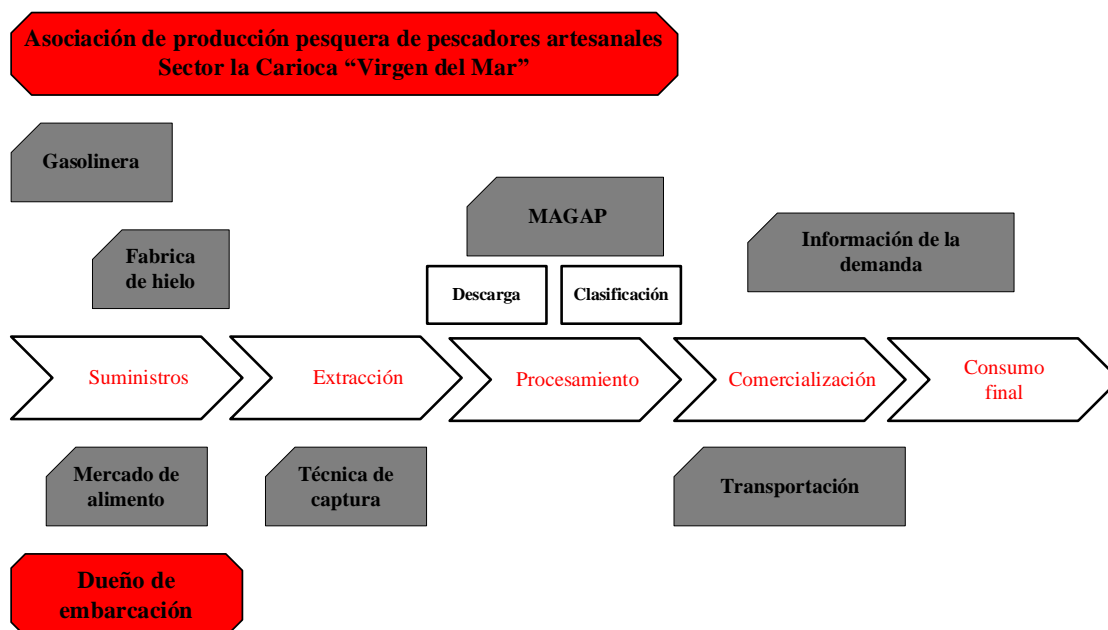 Asociación de producción pesquera de pescadores artesanales
Sector la Carioca “Virgen del Mar”
Gasolinera
MAGAP
Información de la
demanda
Fabrica
de hielo
Descarga
Clasificación
Suministros
Extracción
Procesamiento
Comercialización
Consumo
final
Mercado de
alimento
Técnica de
captura
Transportación
Dueño de
embarcación